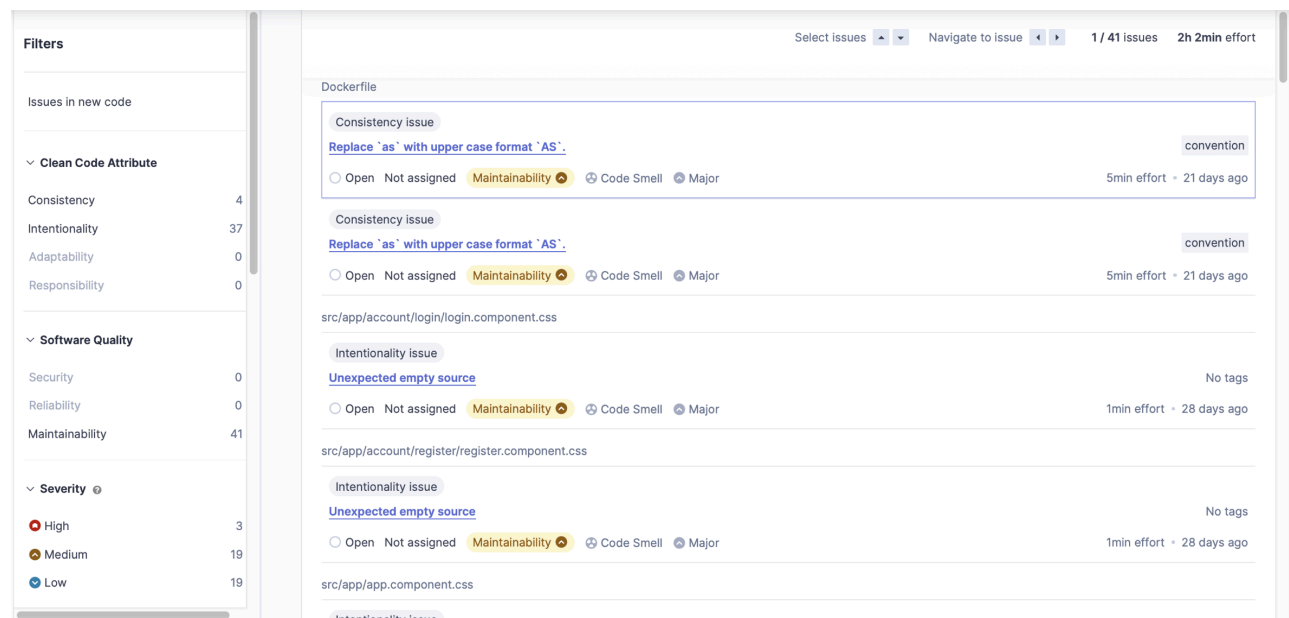 Filters
Issues in new code
Clean Code Attribute
Consistency 4
Intentionality 37
Adaptability 0
Responsibility 0
Software Quality
Security 0
Reliability 0
Maintainability 41
Severity ?
High 3
Medium 19
Low 19
Select issues Navigate to issue 1 / 41 issues 2h 2min effort
Dockerfile
Consistency issue
Replace `as` with upper case format `AS`. convention
Open Not assigned Maintainability Code Smell Major 5min effort • 21 days ago
Consistency issue
Replace `as` with upper case format `AS`. convention
Open Not assigned Maintainability Code Smell Major 5min effort • 21 days ago
src/app/account/login/login.component.css
Intentionality issue
Unexpected empty source No tags
Open Not assigned Maintainability Code Smell Major 1min effort • 28 days ago
src/app/account/register/register.component.css
Intentionality issue
Unexpected empty source No tags
Open Not assigned Maintainability Code Smell Major 1min effort • 28 days ago
src/app/app.component.css
Intentionality issue